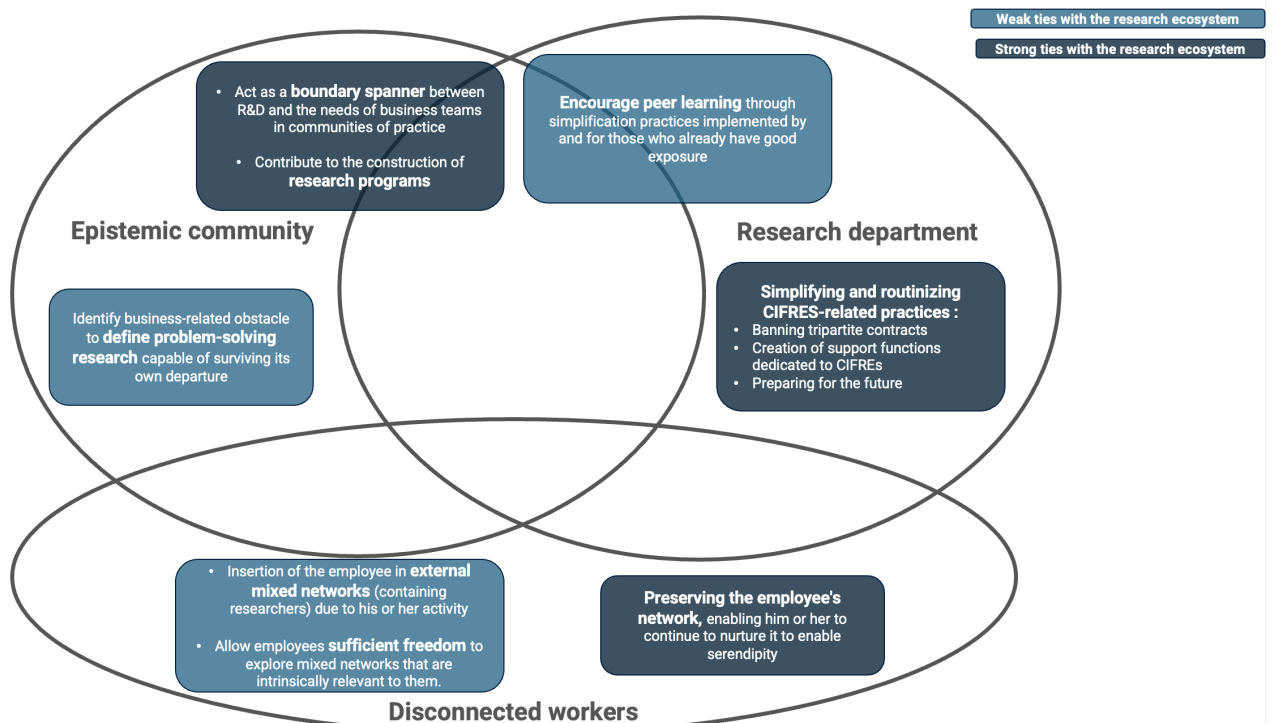 Weak ties with the research ecosystem
Strong ties with the research ecosystem
• Act as a boundary spanner between
R&D and the needs of business teams
in communities of practice
• Contribute to the construction of
research programs
Encourage peer learning through
simplification practices implemented by
and for those who already have good
exposure
Epistemic community
Research department
Identify business-related obstacle
to define problem-solving
research capable of surviving its
own departure
Simplifying and routinizing
CIFRES-related practices :
• Banning tripartite contracts
• Creation of support functions
dedicated to CIFREs
• Preparing for the future
• Insertion of the employee in external
mixed networks (containing
researchers) due to his or her activity
• Allow employees sufficient freedom to
explore mixed networks that are
intrinsically relevant to them.
Preserving the employee's
network, enabling him or her to
continue to nurture it to enable
serendipity
Disconnected workers